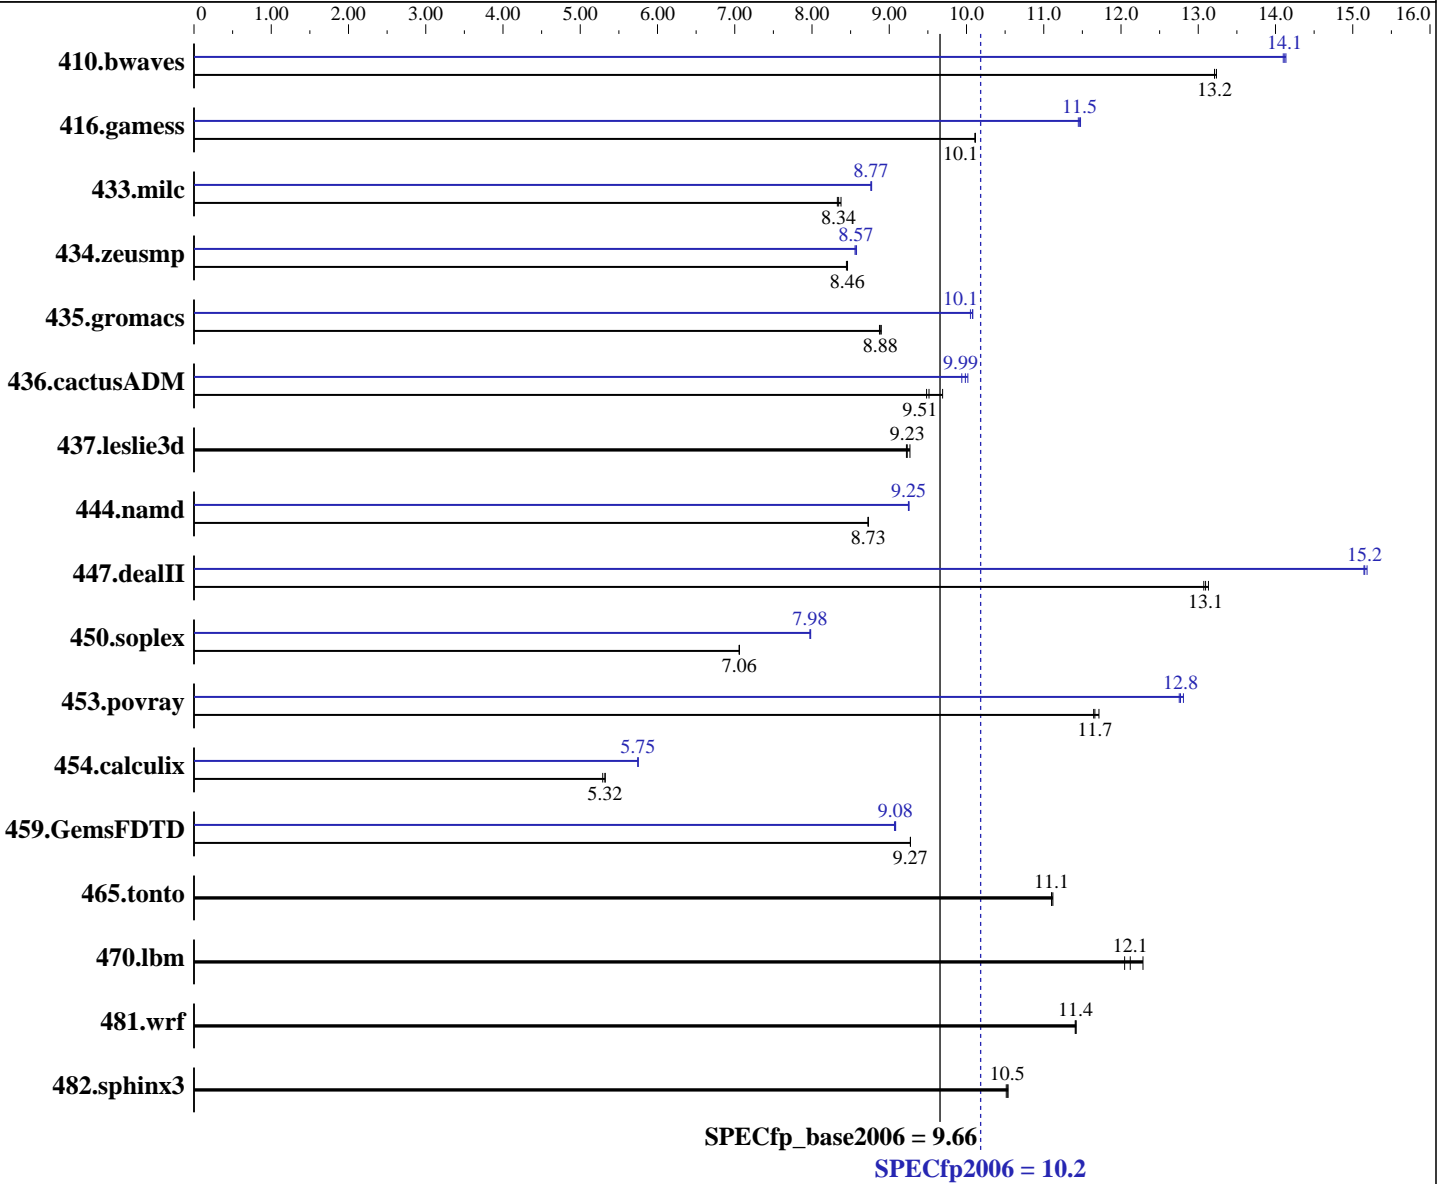 0 1.00 2.00 3.00 4.00 5.00 6.00 7.00 8.00 9.00 10.0 11.0 12.0 13.0 14.0 15.0 16.0
14.1
410.bwaves
13.2
11.5
416.gamess
10.1
8.77
433.milc
8.34
8.57
434.zeusmp
8.46
10.1
435.gromacs
8.88
9.99
436.cactusADM
9.51
9.23
437.leslie3d
9.25
444.namd
8.73
15.2
447.dealII
13.1
7.98
450.soplex
7.06
12.8
453.povray
11.7
5.75
454.calculix
5.32
9.08
459.GemsFDTD
9.27
11.1
465.tonto
12.1
470.lbm
11.4
481.wrf
10.5
482.sphinx3
SPECfp_base2006 = 9.66
SPECfp2006 = 10.2